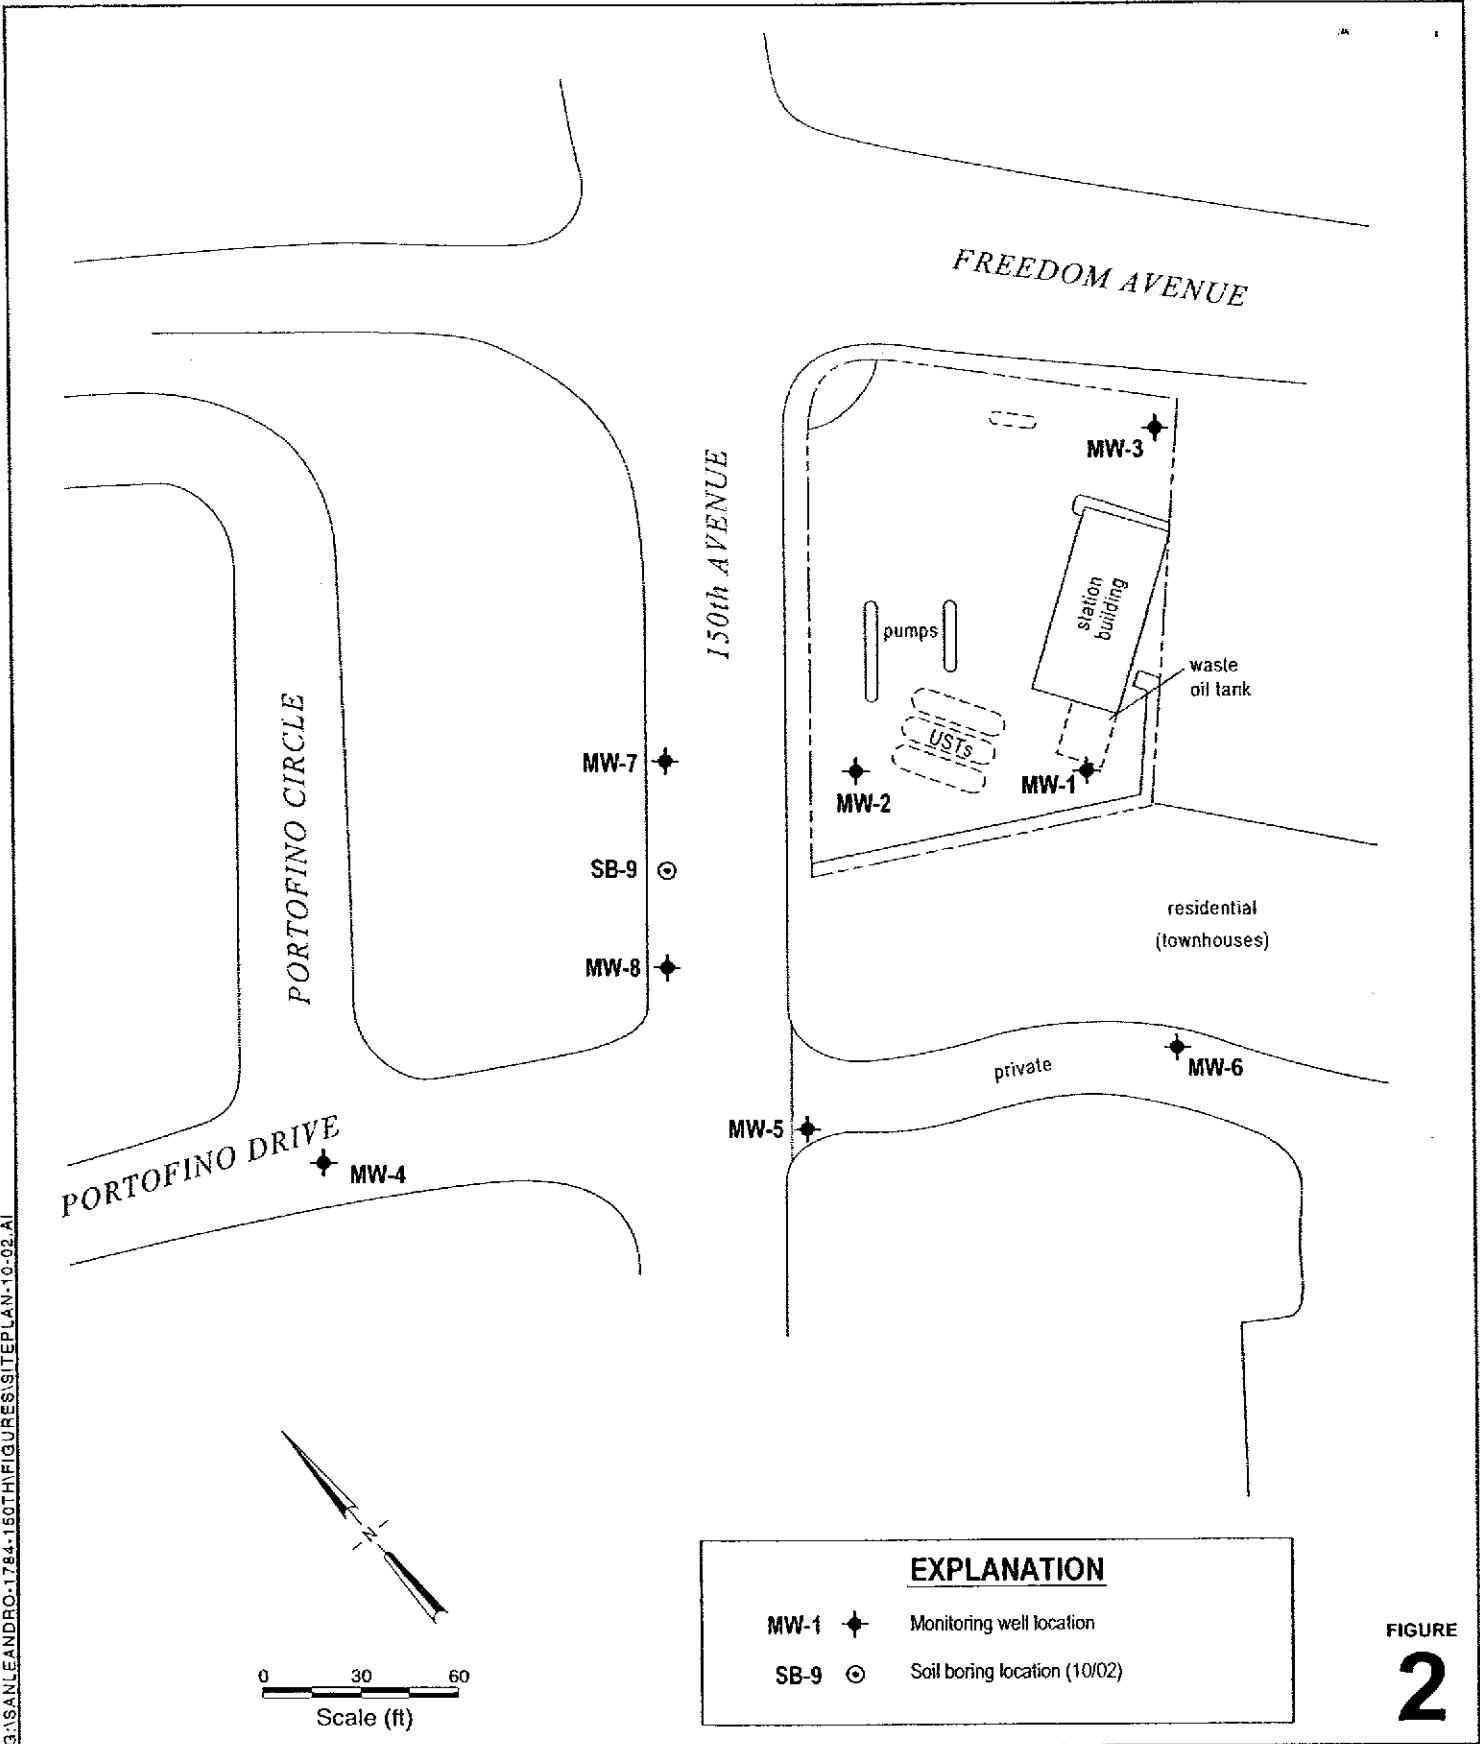 FREEDOM AVENUE
MW-3
150th AVENUE
station
building
pumps
waste
oil tank
USTs
PORTOFINO CIRCLE
MW-7
MW-2
MW-1
SB-9
residential
(townhouses)
MW-8
private
MW-6
MW-5
PORTOFINO DRIVE
MW-4
G:\SANLEANDRO-1784-150TH\FIGURES\SITEPLAN-10-02.AI
N
EXPLANATION
MW-1 Monitoring well location
SB-9 Soil boring location (10/02)
0 30 60
Scale (ft)
FIGURE
2